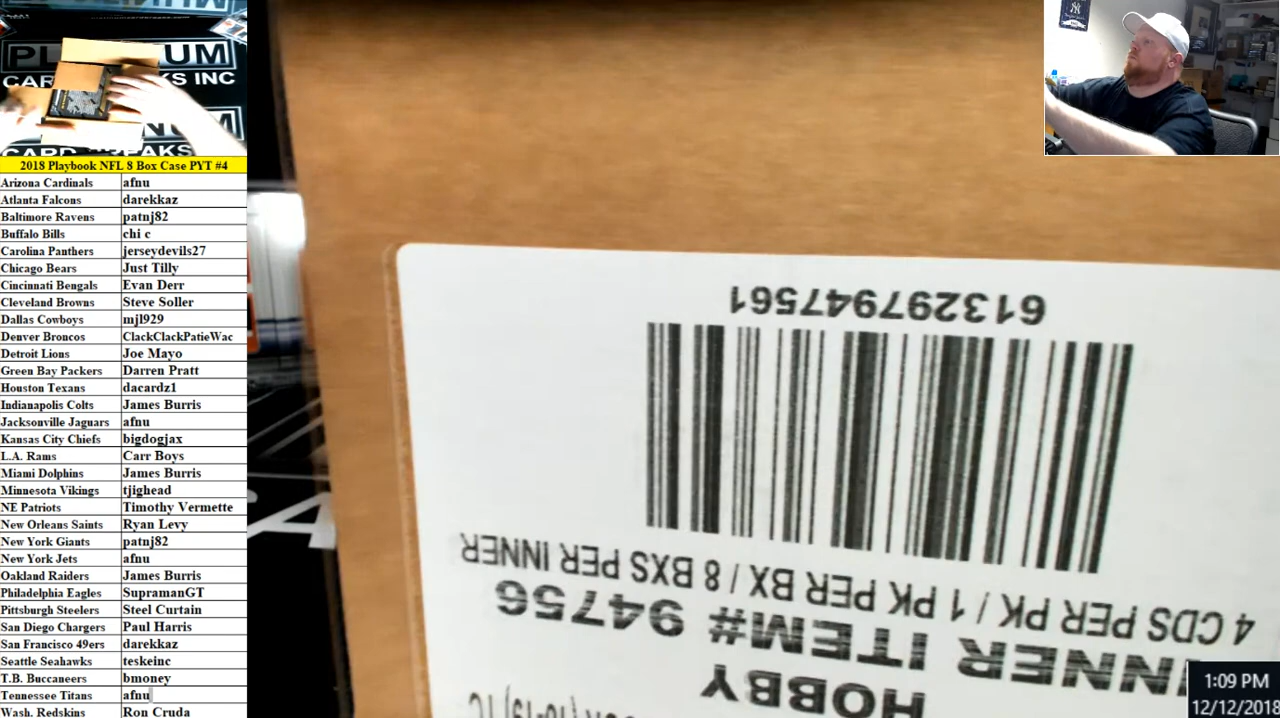 PLATINUM
CARD BREAKS INC
2018 Playbook NFL 8 Box Case PYT #4
Arizona Cardinals afnu
Atlanta Falcons darekkaz
Baltimore Ravens patnj82
Buffalo Bills chi c
Carolina Panthers jerseydevils27
Chicago Bears Just Tilly
Cincinnati Bengals Evan Derr
Cleveland Browns Steve Soller
Dallas Cowboys mjl929
Denver Broncos ClackClackPatieWac
Detroit Lions Joe Mayo
Green Bay Packers Darren Pratt
Houston Texans dacardz1
Indianapolis Colts James Burris
Jacksonville Jaguars afnu
Kansas City Chiefs bigdogjax
L.A. Rams Carr Boys
Miami Dolphins James Burris
Minnesota Vikings tjighead
NE Patriots Timothy Vermette
New Orleans Saints Ryan Levy
New York Giants patnj82
New York Jets afnu
Oakland Raiders James Burris
Philadelphia Eagles SupramanGT
Pittsburgh Steelers Steel Curtain
San Diego Chargers Paul Harris
San Francisco 49ers darekkaz
Seattle Seahawks teskeinc
T.B. Buccaneers bmoney
Tennessee Titans afnu
Wash. Redskins Ron Cruda
HOBBY
INNER ITEM# 94756
4 CDS PER PK / 1 PK PER BX / 8 BXS PER INNER
613297947561
1:09 PM
12/12/2018